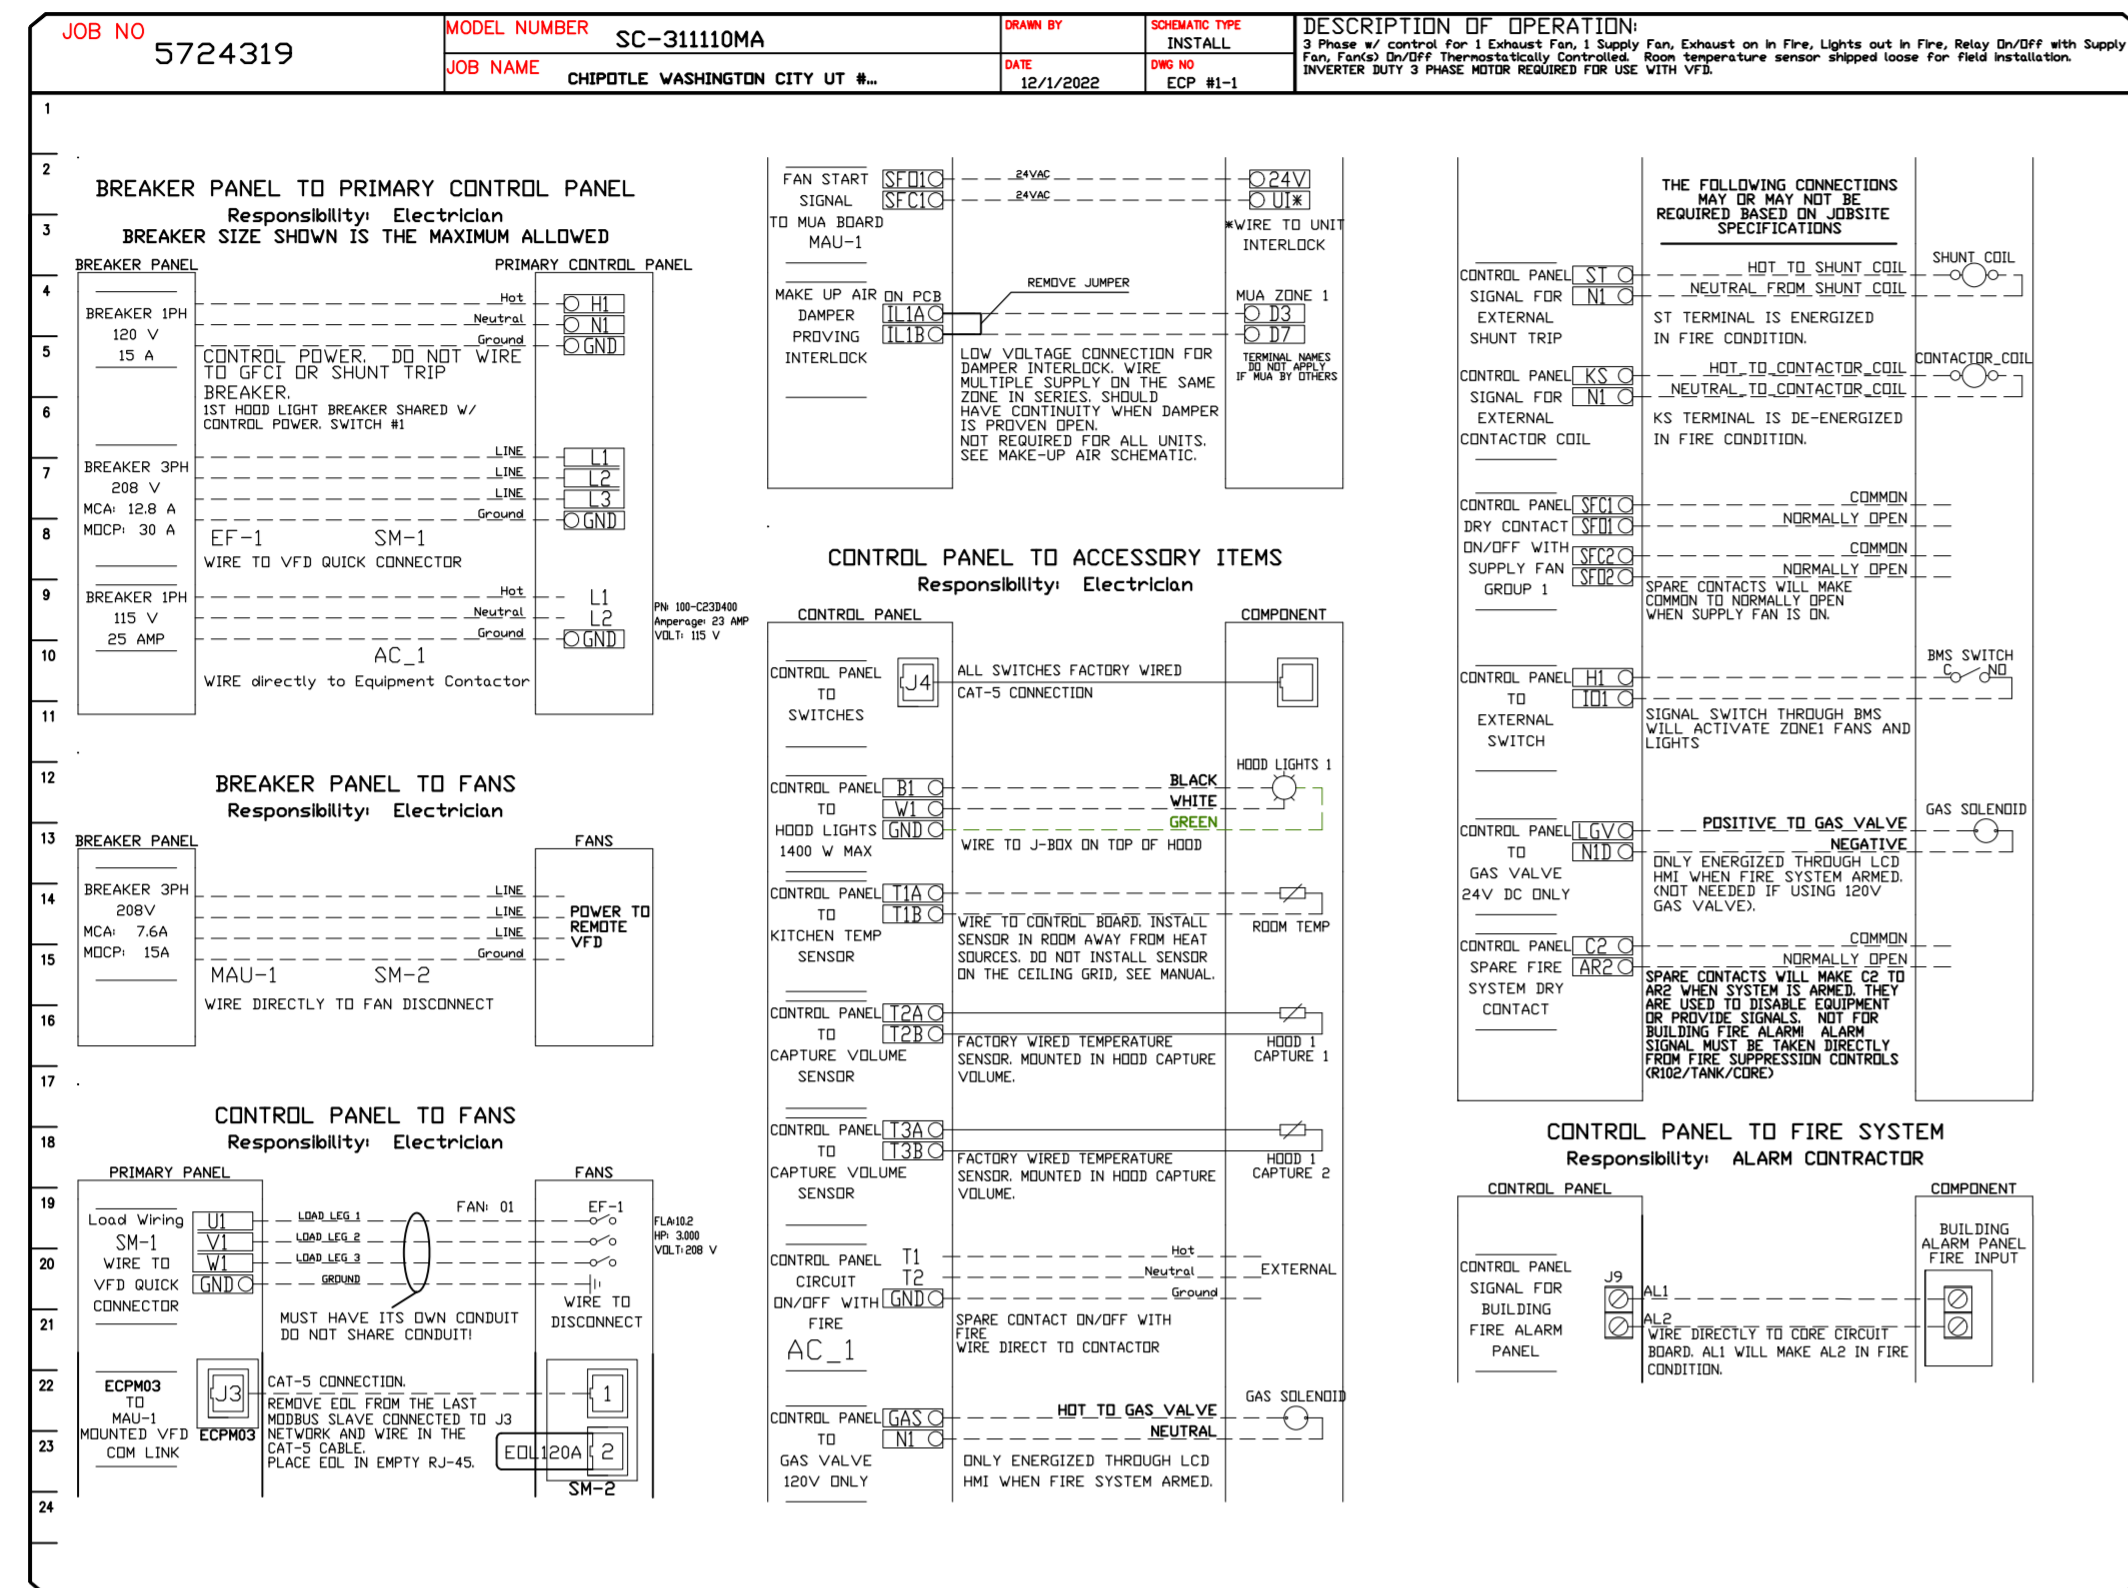 JOB NO
5724319
MODEL NUMBER SC-311110MA
JOB NAME CHIPOTLE WASHINGTON CITY UT #...
DRAWN BY
DATE
12/1/2022
SCHEMATIC TYPE
INSTALL
DWG NO
ECP #1-1
DESCRIPTION OF OPERATION:
3 Phase w/ control for 1 Exhaust Fan, 1 Supply Fan, Exhaust on in Fire, Lights out in Fire, Relay On/Off with Supply
Fan, Fan(s) On/Off Thermostatically Controlled. Room temperature sensor shipped loose for field installation.
INVERTER DUTY 3 PHASE MOTOR REQUIRED FOR USE WITH VFD.
1
2
3
4
5
6
7
8
9
10
11
12
13
14
15
16
17
18
19
20
21
22
23
24
BREAKER PANEL TO PRIMARY CONTROL PANEL
Responsibility: Electrician
BREAKER SIZE SHOWN IS THE MAXIMUM ALLOWED
BREAKER PANEL
PRIMARY CONTROL PANEL
BREAKER 1PH
120 V
15 A
Hot H1
Neutral N1
Ground GND
CONTROL POWER. DO NOT WIRE
TO GFCI OR SHUNT TRIP
BREAKER.
1ST HOOD LIGHT BREAKER SHARED W/
CONTROL POWER. SWITCH #1
BREAKER 3PH
208 V
MCA: 12.8 A
MOCP: 30 A
LINE L1
LINE L2
LINE L3
Ground GND
EF-1 SM-1
WIRE TO VFD QUICK CONNECTOR
BREAKER 1PH
115 V
25 AMP
Hot L1
Neutral L2
Ground GND
PN: 100-C23D400
Amperage: 23 AMP
VOLT: 115 V
AC_1
WIRE directly to Equipment Contactor
BREAKER PANEL TO FANS
Responsibility: Electrician
BREAKER PANEL
FANS
BREAKER 3PH
208V
MCA: 7.6A
MOCP: 15A
LINE
LINE
LINE
Ground
POWER TO
REMOTE
VFD
MAU-1 SM-2
WIRE DIRECTLY TO FAN DISCONNECT
CONTROL PANEL TO FANS
Responsibility: Electrician
PRIMARY PANEL
FANS
Load Wiring
SM-1
WIRE TO
VFD QUICK
CONNECTOR
U1 LOAD LEG 1
V1 LOAD LEG 2
W1 LOAD LEG 3
GND GROUND
FAN: 01
EF-1
FLA:10.2
HP: 3.000
VOLT: 208 V
WIRE TO
DISCONNECT
MUST HAVE ITS OWN CONDUIT
DO NOT SHARE CONDUIT!
ECPM03
TO
MAU-1
MOUNTED VFD
COM LINK
J3
ECPM03
CAT-5 CONNECTION.
REMOVE EOL FROM THE LAST
MODBUS SLAVE CONNECTED TO J3
NETWORK AND WIRE IN THE
CAT-5 CABLE.
PLACE EOL IN EMPTY RJ-45.
1
EOL120A 2
SM-2
FAN START
SIGNAL
TO MUA BOARD
MAU-1
SFO1 24VAC 24V
SFC1 24VAC UI*
*WIRE TO UNIT
INTERLOCK
MAKE UP AIR
DAMPER
PROVING
INTERLOCK
ON PCB
IL1A
IL1B
REMOVE JUMPER
MUA ZONE 1
D3
D7
TERMINAL NAMES
DO NOT APPLY
IF MUA BY OTHERS
LOW VOLTAGE CONNECTION FOR
DAMPER INTERLOCK. WIRE
MULTIPLE SUPPLY ON THE SAME
ZONE IN SERIES. SHOULD
HAVE CONTINUITY WHEN DAMPER
IS PROVEN OPEN.
NOT REQUIRED FOR ALL UNITS.
SEE MAKE-UP AIR SCHEMATIC.
CONTROL PANEL TO ACCESSORY ITEMS
Responsibility: Electrician
CONTROL PANEL
COMPONENT
CONTROL PANEL
TO
SWITCHES
J4
ALL SWITCHES FACTORY WIRED
CAT-5 CONNECTION
CONTROL PANEL
TO
HOOD LIGHTS
1400 W MAX
B1 BLACK
W1 WHITE
GND GREEN
HOOD LIGHTS 1
WIRE TO J-BOX ON TOP OF HOOD
CONTROL PANEL
TO
KITCHEN TEMP
SENSOR
T1A
T1B
WIRE TO CONTROL BOARD. INSTALL
SENSOR IN ROOM AWAY FROM HEAT
SOURCES. DO NOT INSTALL SENSOR
ON THE CEILING GRID, SEE MANUAL.
ROOM TEMP
CONTROL PANEL
TO
CAPTURE VOLUME
SENSOR
T2A
T2B
FACTORY WIRED TEMPERATURE
SENSOR. MOUNTED IN HOOD CAPTURE
VOLUME.
HOOD 1
CAPTURE 1
CONTROL PANEL
TO
CAPTURE VOLUME
SENSOR
T3A
T3B
FACTORY WIRED TEMPERATURE
SENSOR. MOUNTED IN HOOD CAPTURE
VOLUME.
HOOD 1
CAPTURE 2
CONTROL PANEL
CIRCUIT
ON/OFF WITH
FIRE
AC_1
T1 Hot
T2 Neutral
GND Ground
EXTERNAL
SPARE CONTACT ON/OFF WITH
FIRE
WIRE DIRECT TO CONTACTOR
CONTROL PANEL
TO
GAS VALVE
120V ONLY
GAS HOT TO GAS VALVE
N1 NEUTRAL
GAS SOLENOID
ONLY ENERGIZED THROUGH LCD
HMI WHEN FIRE SYSTEM ARMED.
THE FOLLOWING CONNECTIONS
MAY OR MAY NOT BE
REQUIRED BASED ON JOBSITE
SPECIFICATIONS
CONTROL PANEL
SIGNAL FOR
EXTERNAL
SHUNT TRIP
ST HOT TO SHUNT COIL
N1 NEUTRAL FROM SHUNT COIL
SHUNT COIL
ST TERMINAL IS ENERGIZED
IN FIRE CONDITION.
CONTROL PANEL
SIGNAL FOR
EXTERNAL
CONTACTOR COIL
KS HOT TO CONTACTOR COIL
N1 NEUTRAL TO CONTACTOR COIL
CONTACTOR COIL
KS TERMINAL IS DE-ENERGIZED
IN FIRE CONDITION.
CONTROL PANEL
DRY CONTACT
ON/OFF WITH
SUPPLY FAN
GROUP 1
SFC1 COMMON
SFO1 NORMALLY OPEN
SFC2 COMMON
SFO2 NORMALLY OPEN
SPARE CONTACTS WILL MAKE
COMMON TO NORMALLY OPEN
WHEN SUPPLY FAN IS ON.
CONTROL PANEL
TO
EXTERNAL
SWITCH
H1
IO1
BMS SWITCH
C NO
SIGNAL SWITCH THROUGH BMS
WILL ACTIVATE ZONE1 FANS AND
LIGHTS
CONTROL PANEL
TO
GAS VALVE
24V DC ONLY
LGV POSITIVE TO GAS VALVE
N1D NEGATIVE
GAS SOLENOID
ONLY ENERGIZED THROUGH LCD
HMI WHEN FIRE SYSTEM ARMED.
(NOT NEEDED IF USING 120V
GAS VALVE).
CONTROL PANEL
SPARE FIRE
SYSTEM DRY
CONTACT
C2 COMMON
AR2 NORMALLY OPEN
SPARE CONTACTS WILL MAKE C2 TO
AR2 WHEN SYSTEM IS ARMED. THEY
ARE USED TO DISABLE EQUIPMENT
OR PROVIDE SIGNALS. NOT FOR
BUILDING FIRE ALARM! ALARM
SIGNAL MUST BE TAKEN DIRECTLY
FROM FIRE SUPPRESSION CONTROLS
(R102/TANK/CORE)
CONTROL PANEL TO FIRE SYSTEM
Responsibility: ALARM CONTRACTOR
CONTROL PANEL
COMPONENT
CONTROL PANEL
SIGNAL FOR
BUILDING
FIRE ALARM
PANEL
J9
AL1
AL2
BUILDING
ALARM PANEL
FIRE INPUT
WIRE DIRECTLY TO CORE CIRCUIT
BOARD. AL1 WILL MAKE AL2 IN FIRE
CONDITION.